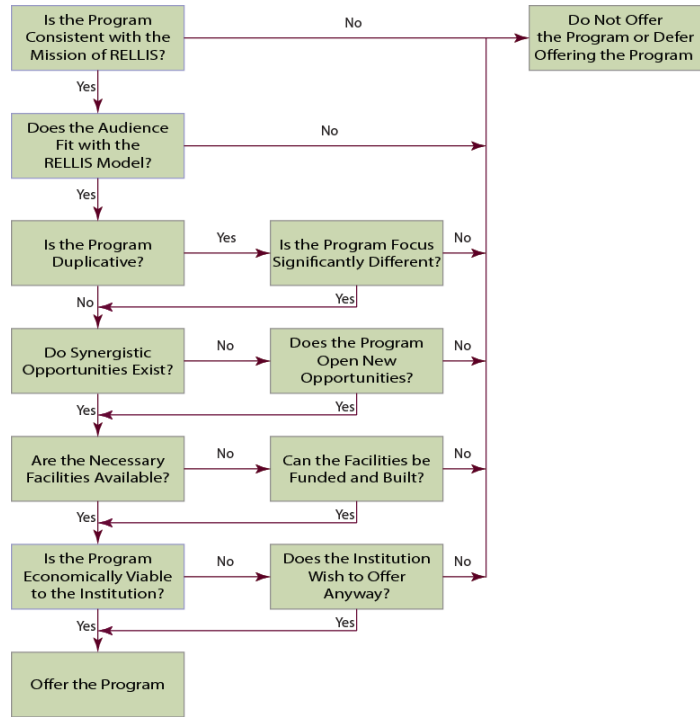 Is the Program
Consistent with the
Mission of RELLIS?
No
Do Not Offer
the Program or Defer
Offering the Program
Yes
Does the Audience
Fit with the
RELLIS Model?
No
Yes
Is the Program
Duplicative?
Yes
Is the Program Focus
Significantly Different?
No
No
Yes
Do Synergistic
Opportunities Exist?
No
Does the Program
Open New
Opportunities?
No
Yes
Yes
Are the Necessary
Facilities Available?
No
Can the Facilities be
Funded and Built?
No
Yes
Yes
Is the Program
Economically Viable
to the Institution?
No
Does the Institution
Wish to Offer
Anyway?
No
Yes
Yes
Offer the Program